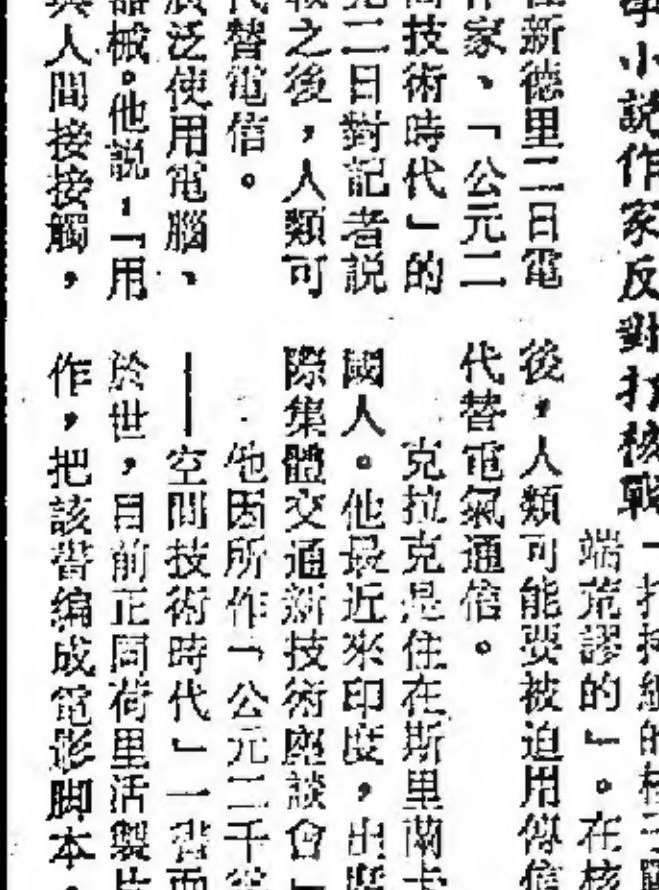 學小說作家反對打核戰
在新德里二日電
作家、「公元二
間技術時代」的
克二日對記者說
戰之後，人類可
代替電信。
廣泛使用電腦、
器械。他說：「用
與人間接接觸，
的核
端荒謬的」。在核
後，人類可能要被迫用傳信
代替電氣通信。
克拉克是住在斯里蘭卡
國人。他最近來印度，出席
際集體交通新技術座談會」
他因所作「公元二千零
——空間技術時代」一書而
於世，目前正同荷里活製片
作，把該書編成電影脚本。